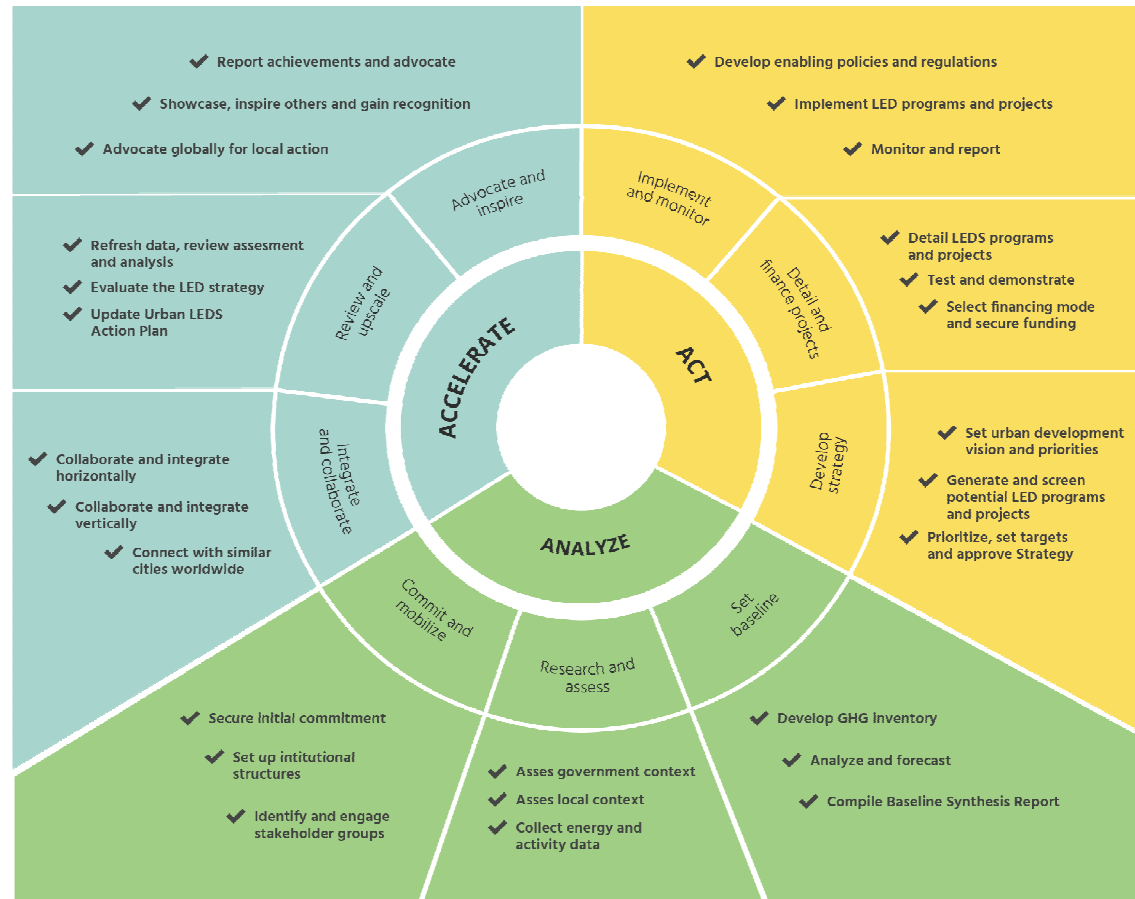 Report achievements and advocate
Showcase, inspire others and gain recognition
Advocate globally for local action
Advocate and
inspire
Refresh data, review assesment
and analysis
Evaluate the LED strategy
Update Urban LEDS
Action Plan
Review and
upscale
Collaborate and integrate
horizontally
Collaborate and integrate
vertically
Connect with similar
cities worldwide
integrate
and collaborate
ACCELERATE
Develop enabling policies and regulations
Implement LED programs and projects
Monitor and report
Implement
and monitor
Detail LEDS programs
and projects
Test and demonstrate
Select financing mode
and secure funding
Detail and
finance projects
Set urban development
vision and priorities
Generate and screen
potential LED programs
and projects
Prioritize, set targets
and approve Strategy
Develop
strategy
ACT
ANALYZE
Commit and
mobilize
Secure initial commitment
Set up intitutional
structures
Identify and engage
stakeholder groups
Research and
assess
Asses government context
Asses local context
Collect energy and
activity data
Set
baseline
Develop GHG inventory
Analyze and forecast
Compile Baseline Synthesis Report